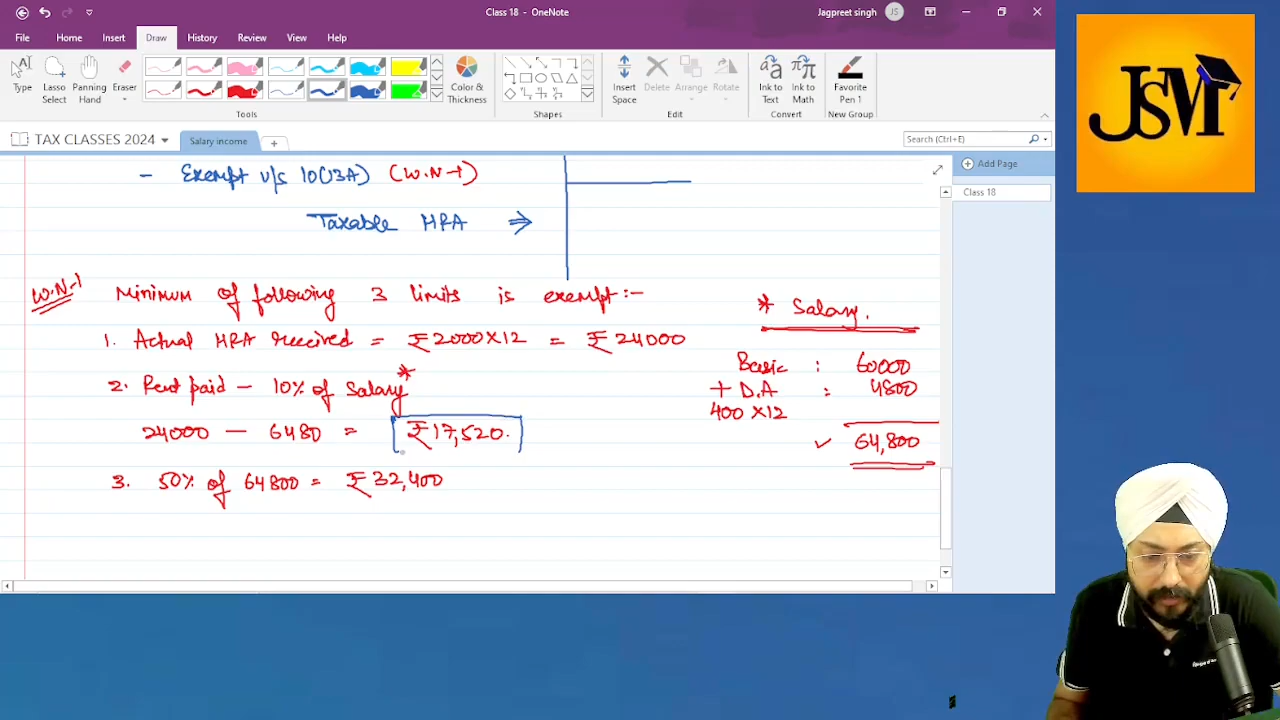 Class 18 - OneNote
Jagpreet singh JS
File Home Insert Draw History Review View Help
Type
Lasso Select
Panning Hand
Eraser
Color & Thickness
Insert Space
Delete
Arrange
Rotate
Ink to Text
Ink to Math
Favorite Pen 1
Tools
Shapes
Edit
Convert
New Group
TAX CLASSES 2024
Salary income
Search (Ctrl+E)
Add Page
Class 18
JSM
- Exempt u/s 10(13A) (W.N-1)
Taxable HRA ⇒
W.N-1 Minimum of following 3 limits is exempt:-
1. Actual HRA received = ₹2000×12 = ₹24000
2. Rent paid - 10% of Salary*
24000 - 6480 = ₹17,520.
3. 50% of 64800 = ₹32,400
* Salary.
Basic : 60000
+ D.A : 4800
400×12
✓ 64,800